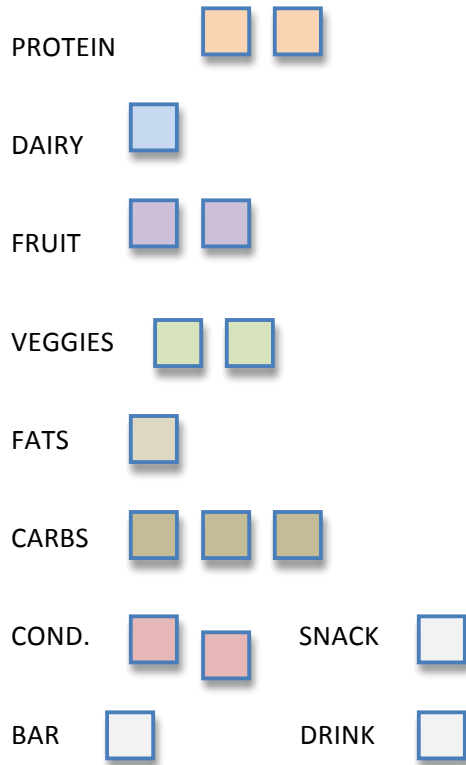 PROTEIN
DAIRY
FRUIT
VEGGIES
FATS
CARBS
COND. SNACK
BAR DRINK